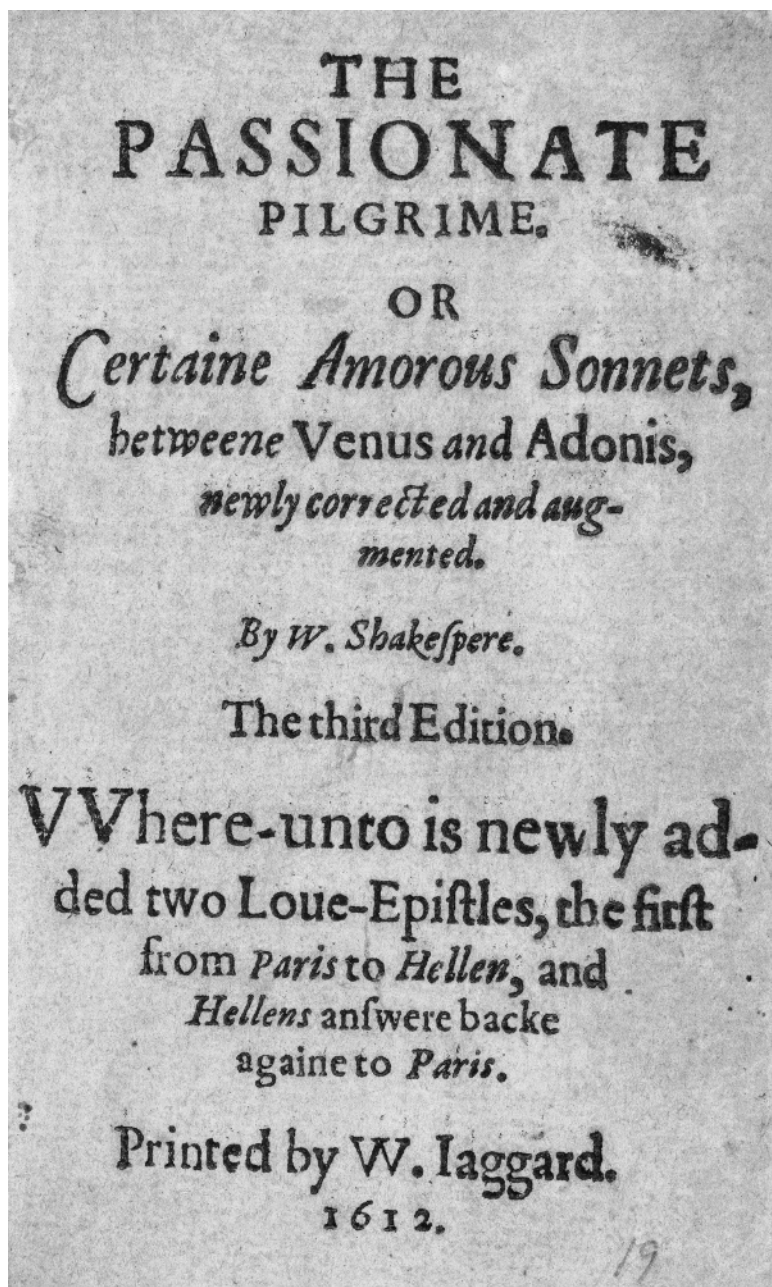 THE
PASSIONATE
PILGRIME.
OR
Certaine Amorous Sonnets,
betweene Venus and Adonis,
newly corrected and aug-
mented.
By W. Shakeſpere.
The third Edition.
VVhere-unto is newly ad-
ded two Loue-Epiſtles, the firſt
from Paris to Hellen, and
Hellens anſwere backe
againe to Paris.
Printed by W. Iaggard.
1612.
19